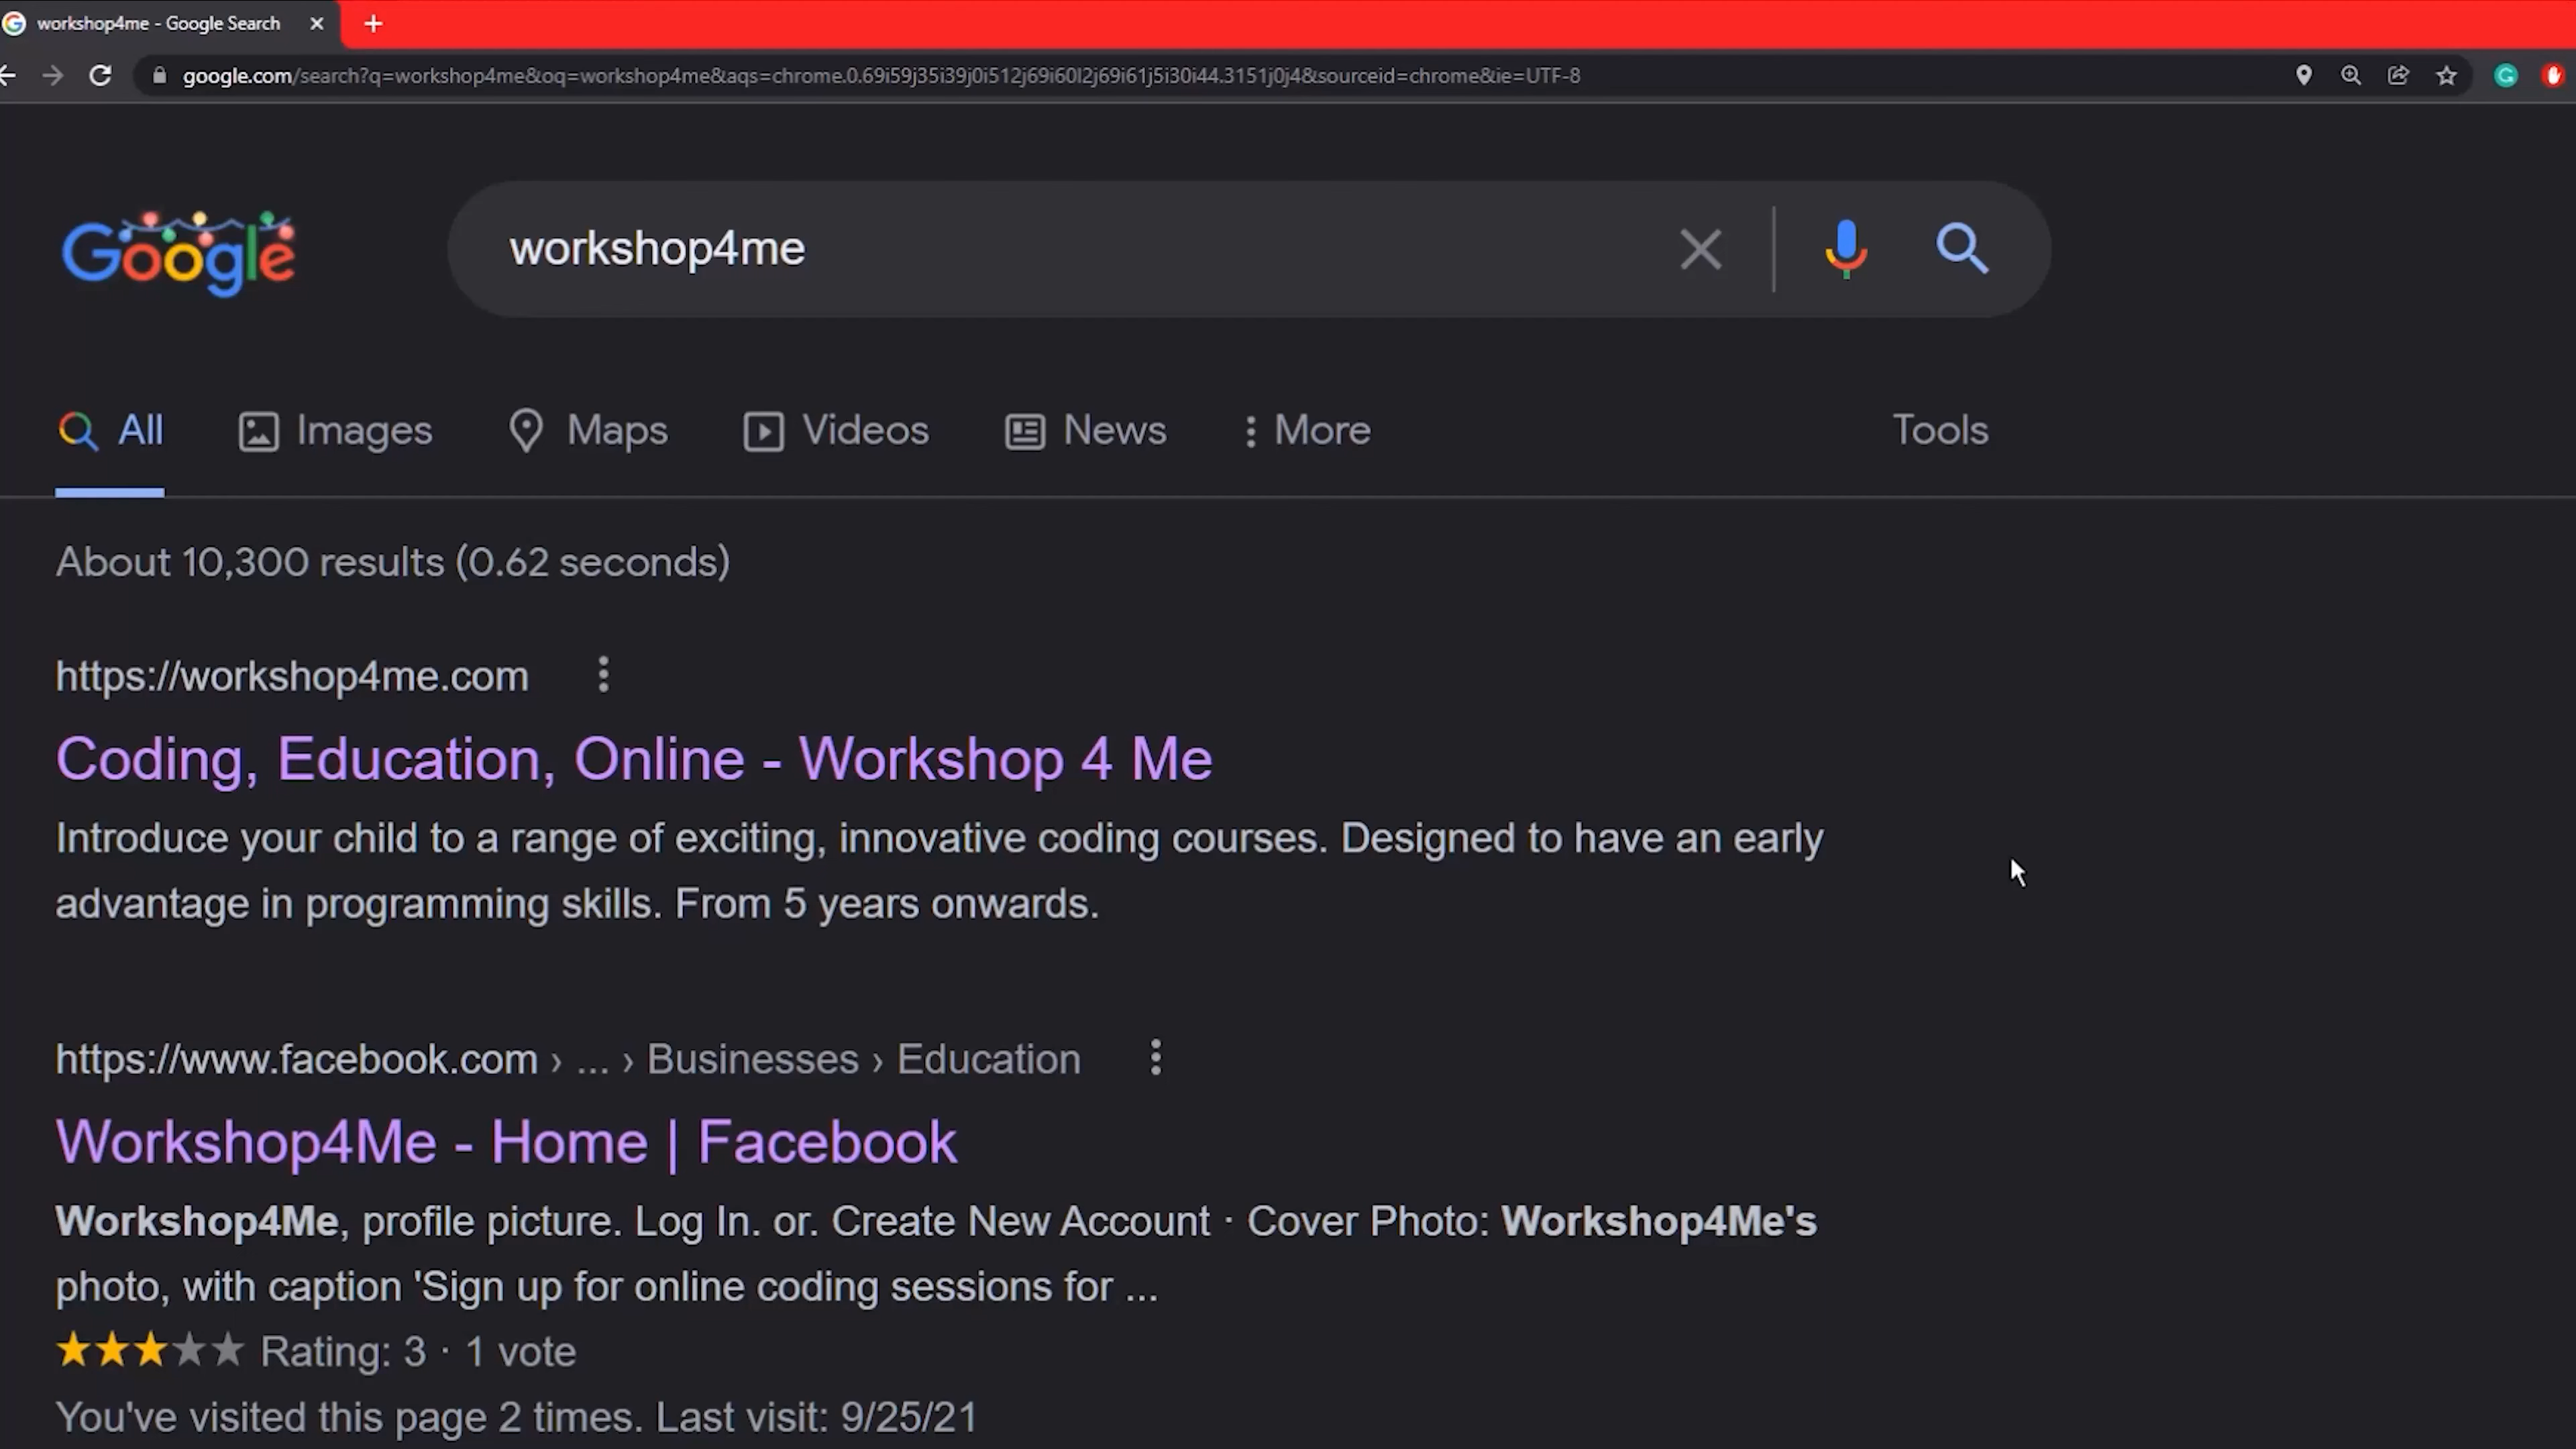 workshop4me - Google Search
google.com/search?q=workshop4me&oq=workshop4me&aqs=chrome.0.69i59j35i39j0i512j69i60l2j69i61j5i30i44.3151j0j4&sourceid=chrome&ie=UTF-8
Google
workshop4me
All Images Maps Videos News More Tools
About 10,300 results (0.62 seconds)
https://workshop4me.com
Coding, Education, Online - Workshop 4 Me
Introduce your child to a range of exciting, innovative coding courses. Designed to have an early
advantage in programming skills. From 5 years onwards.
https://www.facebook.com › ... › Businesses › Education
Workshop4Me - Home | Facebook
Workshop4Me, profile picture. Log In. or. Create New Account · Cover Photo: Workshop4Me's
photo, with caption 'Sign up for online coding sessions for ...
Rating: 3 · 1 vote
You've visited this page 2 times. Last visit: 9/25/21